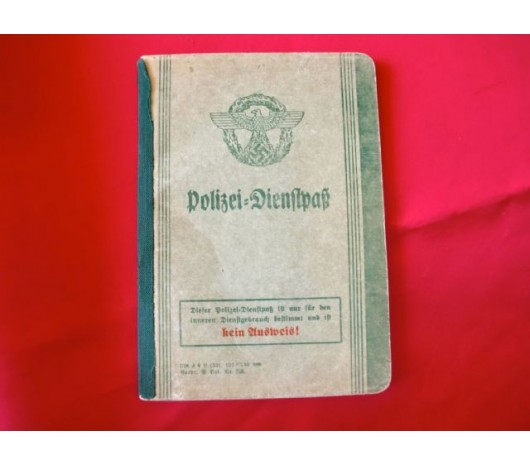 Polizei=Dienstpaß
Dieser Polizei-Dienstpaß ist nur für den
inneren Dienstgebrauch bestimmt und ist
kein Ausweis!